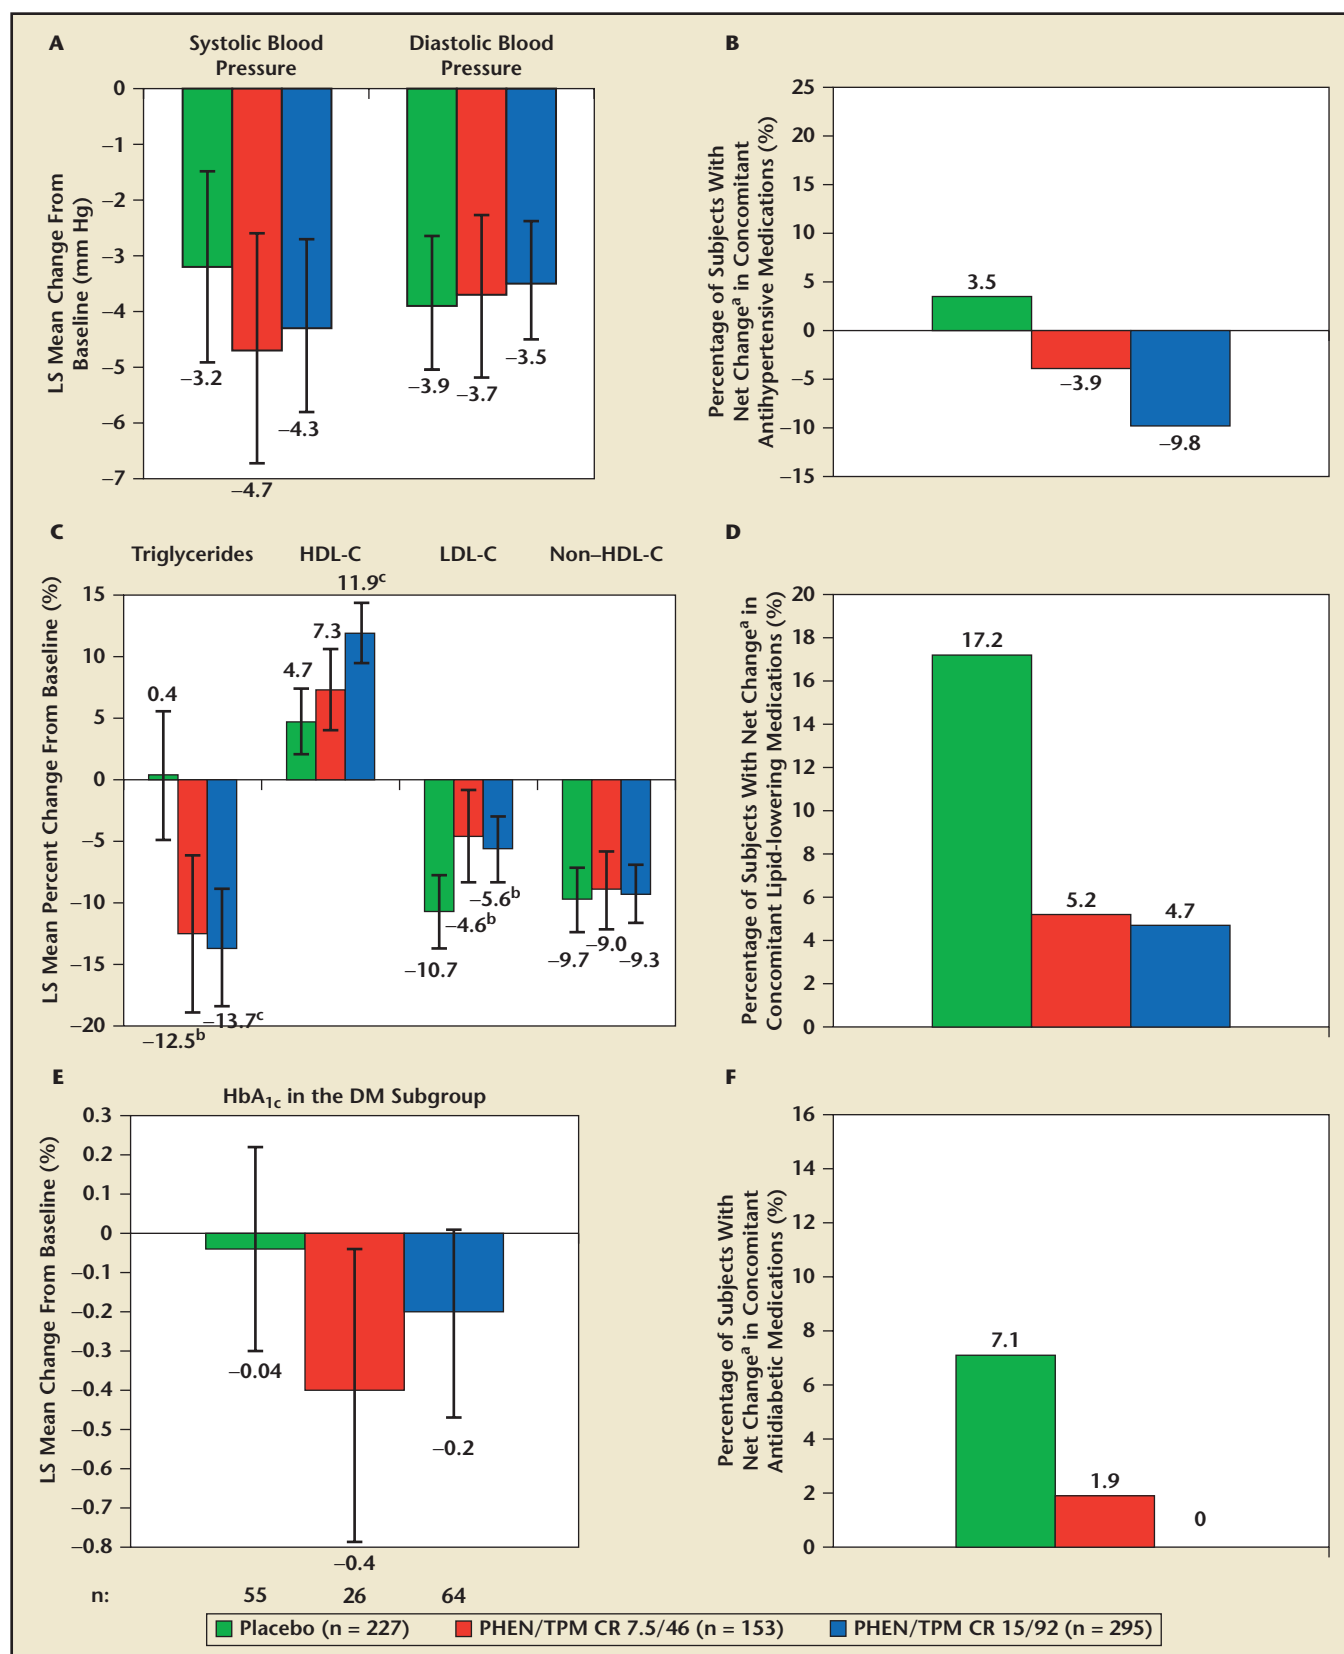 A
Systolic Blood
Pressure
Diastolic Blood
Pressure
LS Mean Change From
Baseline (mm Hg)
0
−1
−2
−3
−4
−5
−6
−7
−3.2
−4.7
−4.3
−3.9
−3.7
−3.5
B
Percentage of Subjects With
Net Changeᵃ in Concomitant
Antihypertensive Medications (%)
25
20
15
10
5
0
−5
−10
−15
3.5
−3.9
−9.8
C
Triglycerides
HDL-C
LDL-C
Non–HDL-C
LS Mean Percent Change From Baseline (%)
15
10
5
0
−5
−10
−15
−20
0.4
−12.5ᵇ
−13.7ᶜ
4.7
7.3
11.9ᶜ
−10.7
−4.6ᵇ
−5.6ᵇ
−9.7
−9.0
−9.3
D
Percentage of Subjects With Net Changeᵃ in
Concomitant Lipid-lowering Medications (%)
20
18
16
14
12
10
8
6
4
2
0
17.2
5.2
4.7
E
HbA₁c in the DM Subgroup
LS Mean Change From Baseline (%)
0.3
0.2
0.1
0
−0.1
−0.2
−0.3
−0.4
−0.5
−0.6
−0.7
−0.8
−0.04
−0.4
−0.2
n: 55 26 64
F
Percentage of Subjects With
Net Changeᵃ in Concomitant
Antidiabetic Medications (%)
16
14
12
10
8
6
4
2
0
7.1
1.9
0
Placebo (n = 227) PHEN/TPM CR 7.5/46 (n = 153) PHEN/TPM CR 15/92 (n = 295)